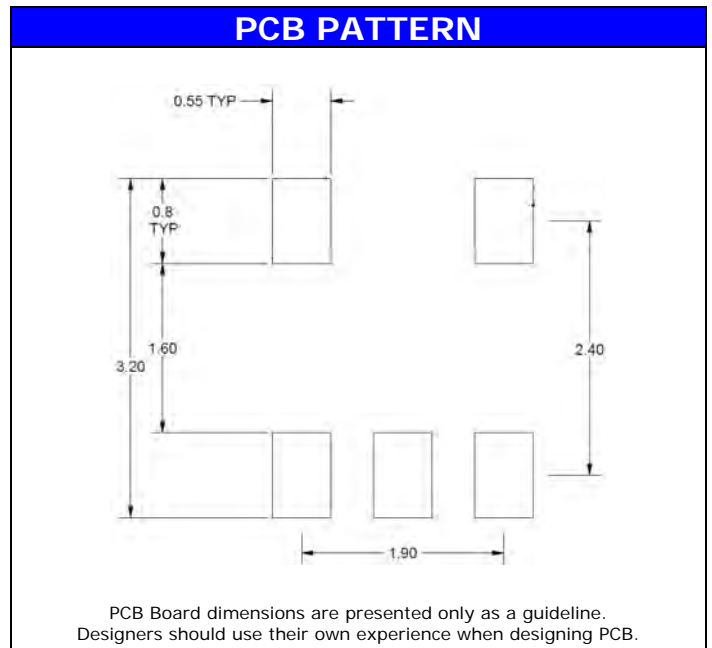 PCB PATTERN
0.55 TYP
0.8
TYP
1.60
3.20
2.40
1.90
PCB Board dimensions are presented only as a guideline.
Designers should use their own experience when designing PCB.